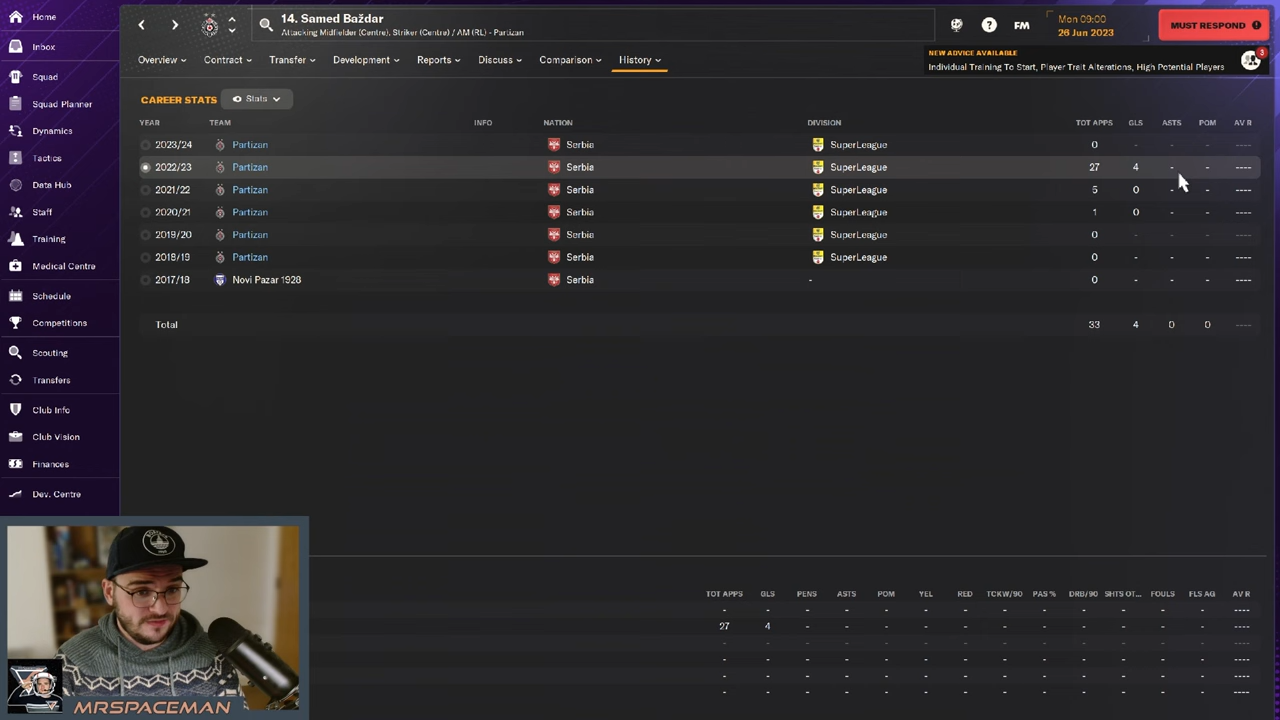 Home
14. Samed Baždar
Attacking Midfielder (Centre), Striker (Centre) / AM (RL) - Partizan
FM
Mon 09:00
26 Jun 2023
MUST RESPOND
Inbox
Overview
Contract
Transfer
Development
Reports
Discuss
Comparison
History
NEW ADVICE AVAILABLE
Individual Training To Start, Player Trait Alterations, High Potential Players
3
Squad
Squad Planner
Dynamics
Tactics
Data Hub
Staff
Training
Medical Centre
Schedule
Competitions
Scouting
Transfers
Club Info
Club Vision
Finances
Dev. Centre
CAREER STATS Stats
YEAR TEAM INFO NATION DIVISION TOT APPS GLS ASTS POM AV R
2023/24 Partizan Serbia SuperLeague 0 - - - ----
2022/23 Partizan Serbia SuperLeague 27 4 - - ----
2021/22 Partizan Serbia SuperLeague 5 0 - - ----
2020/21 Partizan Serbia SuperLeague 1 0 - - ----
2019/20 Partizan Serbia SuperLeague 0 - - - ----
2018/19 Partizan Serbia SuperLeague 0 - - - ----
2017/18 Novi Pazar 1928 Serbia - 0 - - - ----
Total 33 4 0 0 ----
TOT APPS GLS PENS ASTS POM YEL RED TCKW/90 PAS % DRB/90 SHTS OT... FOULS FLS AG AV R
- - - - - - - - - - - - - ----
27 4 - - - - - - - - - - - ----
- - - - - - - - - - - - - ----
- - - - - - - - - - - - - ----
- - - - - - - - - - - - - ----
- - - - - - - - - - - - - ----
MRSPACEMAN